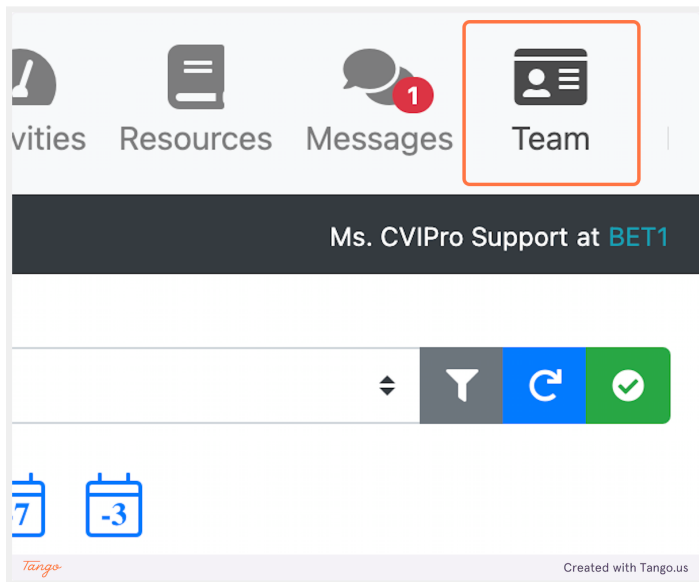 vities Resources Messages 1 Team
Ms. CVIPro Support at BET1
7 -3
Tango Created with Tango.us